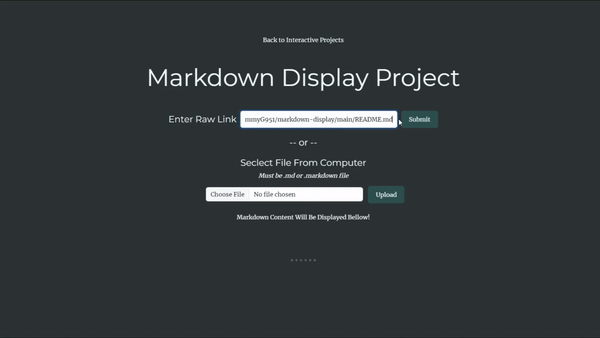 Back to Interactive Projects
Markdown Display Project
Enter Raw Link mmyG951/markdown-display/main/README.md Submit
-- or --
Seclect File From Computer
Must be .md or .markdown file
Choose File No file chosen Upload
Markdown Content Will Be Displayed Bellow!